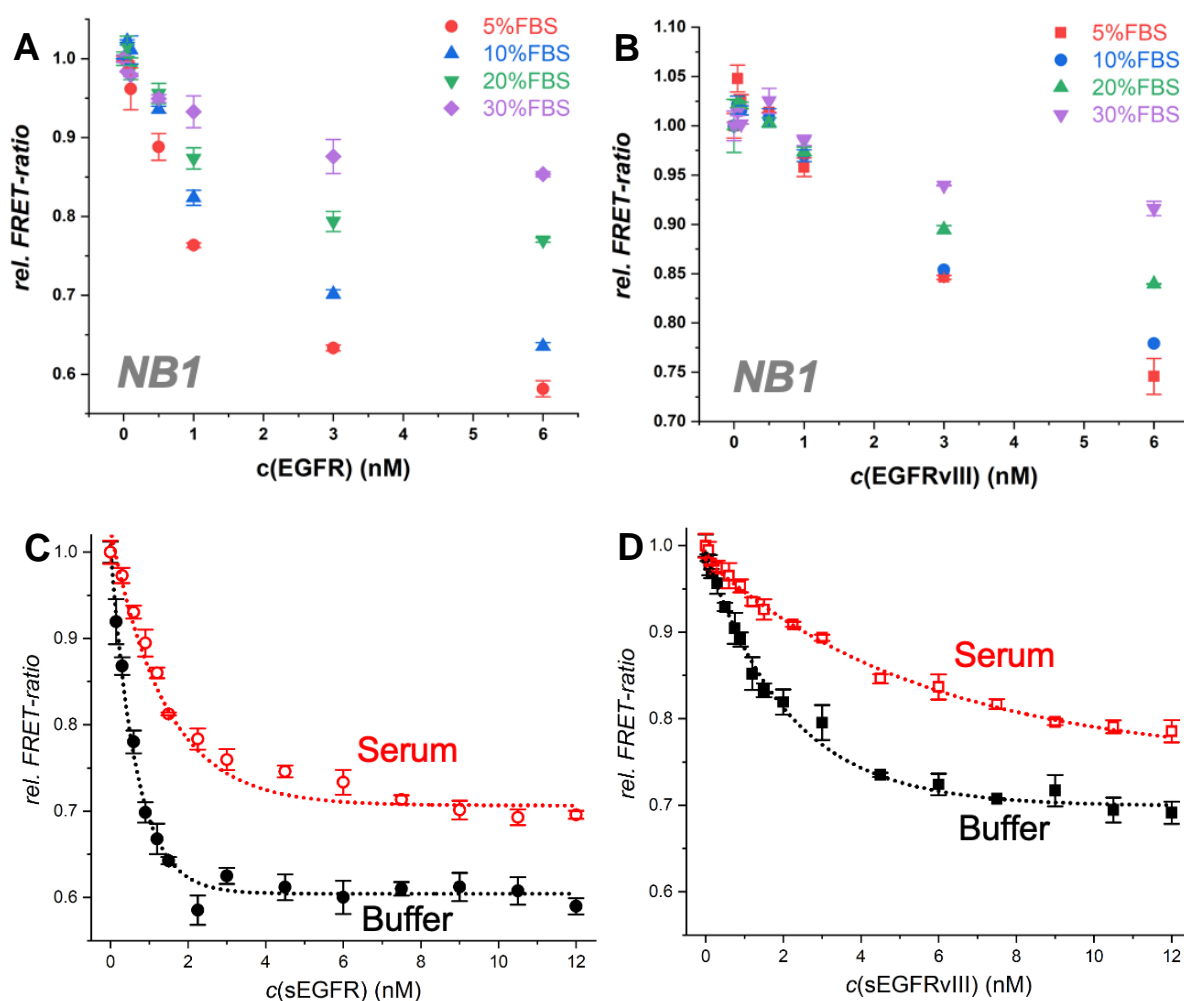 A
5%FBS
10%FBS
20%FBS
30%FBS
1.0
0.9
0.8
0.7
0.6
rel. FRET-ratio
NB1
0 1 2 3 4 5 6
c(EGFR) (nM)
B
5%FBS
10%FBS
20%FBS
30%FBS
1.10
1.05
1.00
0.95
0.90
0.85
0.80
0.75
0.70
rel. FRET-ratio
NB1
0 1 2 3 4 5 6
c(EGFRvIII) (nM)
C
1.0
0.9
0.8
0.7
0.6
rel. FRET-ratio
Serum
Buffer
0 2 4 6 8 10 12
c(sEGFR) (nM)
D
1.0
0.9
0.8
0.7
0.6
rel. FRET-ratio
Serum
Buffer
0 2 4 6 8 10 12
c(sEGFRvIII) (nM)